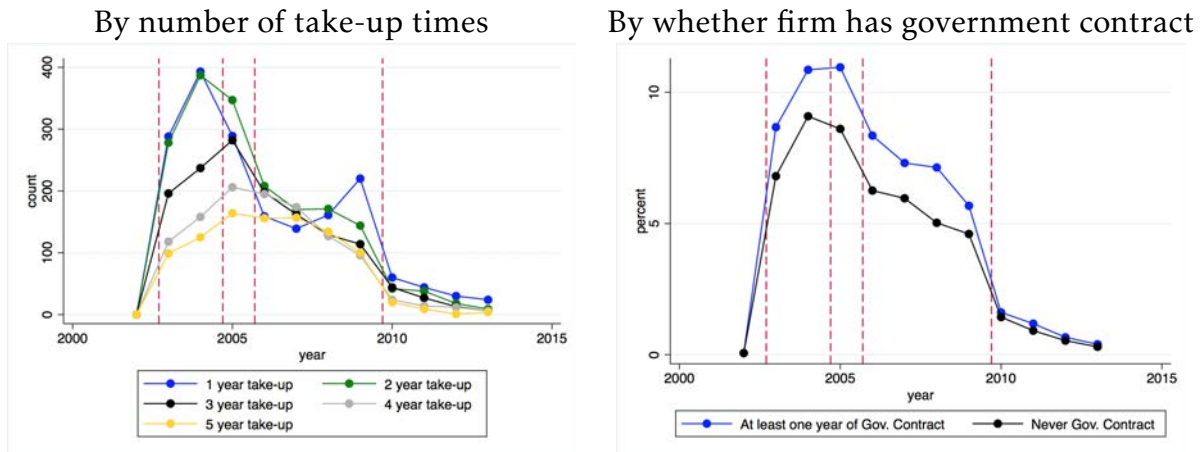 By number of take-up times
400
300
200
100
0
count
2000 2005 2010 2015
year
1 year take-up 2 year take-up
3 year take-up 4 year take-up
5 year take-up
By whether firm has government contract
10
5
0
percent
2000 2005 2010 2015
year
At least one year of Gov. Contract Never Gov. Contract